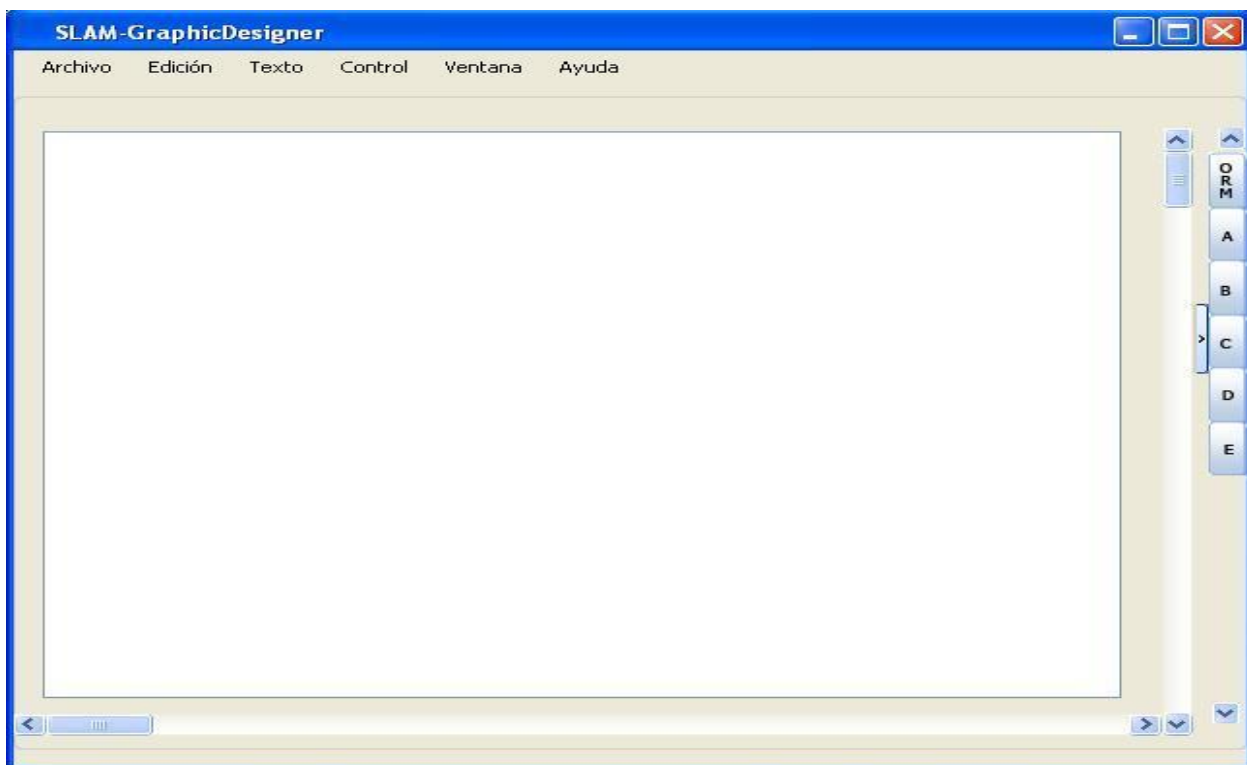 SLAM-GraphicDesigner
Archivo Edición Texto Control Ventana Ayuda
ORM
A
B
C
D
E